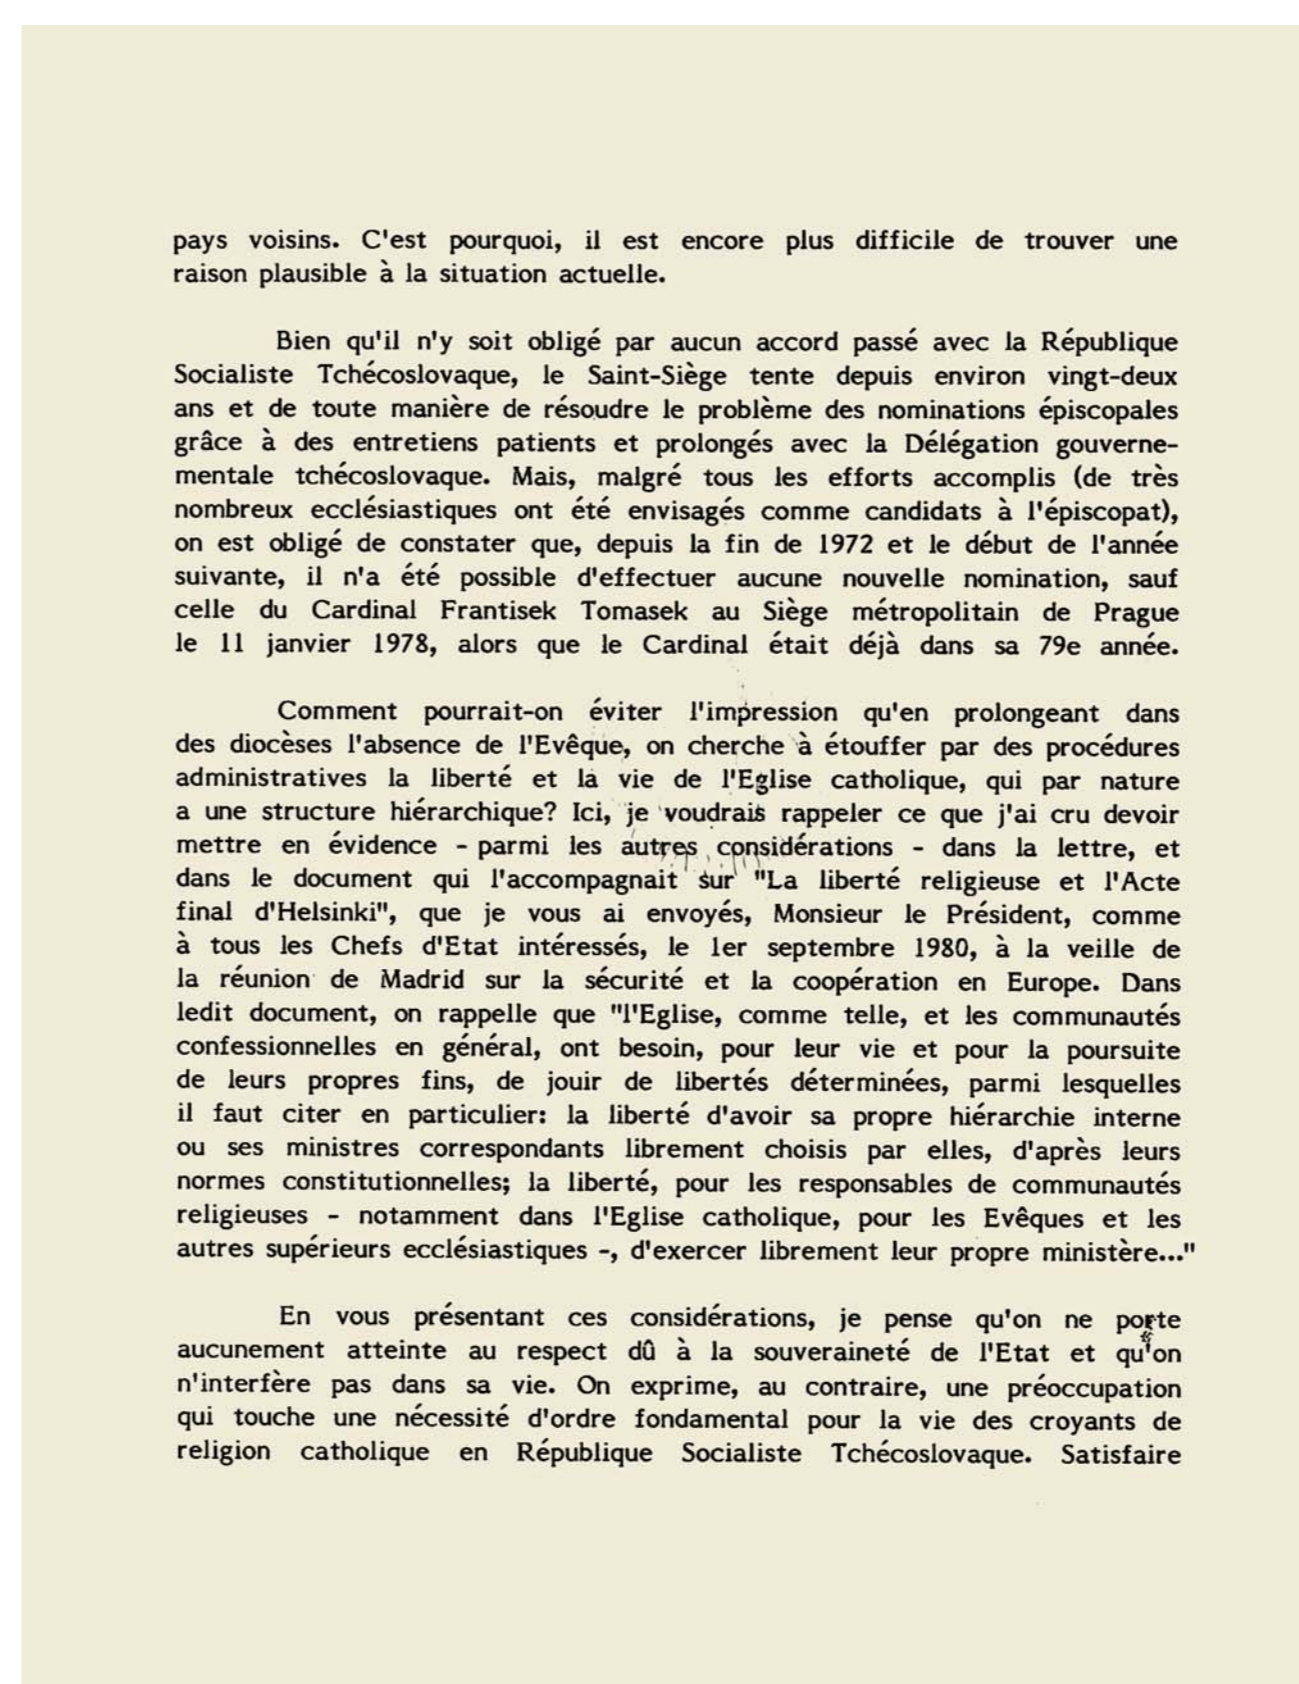 pays voisins. C'est pourquoi, il est encore plus difficile de trouver une
raison plausible à la situation actuelle.
Bien qu'il n'y soit obligé par aucun accord passé avec la République
Socialiste Tchécoslovaque, le Saint-Siège tente depuis environ vingt-deux
ans et de toute manière de résoudre le problème des nominations épiscopales
grâce à des entretiens patients et prolongés avec la Délégation gouverne-
mentale tchécoslovaque. Mais, malgré tous les efforts accomplis (de très
nombreux ecclésiastiques ont été envisagés comme candidats à l'épiscopat),
on est obligé de constater que, depuis la fin de 1972 et le début de l'année
suivante, il n'a été possible d'effectuer aucune nouvelle nomination, sauf
celle du Cardinal Frantisek Tomasek au Siège métropolitain de Prague
le 11 janvier 1978, alors que le Cardinal était déjà dans sa 79e année.
Comment pourrait-on éviter l'impression qu'en prolongeant dans
des diocèses l'absence de l'Evêque, on cherche à étouffer par des procédures
administratives la liberté et la vie de l'Eglise catholique, qui par nature
a une structure hiérarchique? Ici, je voudrais rappeler ce que j'ai cru devoir
mettre en évidence - parmi les autres considérations - dans la lettre, et
dans le document qui l'accompagnait sur "La liberté religieuse et l'Acte
final d'Helsinki", que je vous ai envoyés, Monsieur le Président, comme
à tous les Chefs d'Etat intéressés, le 1er septembre 1980, à la veille de
la réunion de Madrid sur la sécurité et la coopération en Europe. Dans
ledit document, on rappelle que "l'Eglise, comme telle, et les communautés
confessionnelles en général, ont besoin, pour leur vie et pour la poursuite
de leurs propres fins, de jouir de libertés déterminées, parmi lesquelles
il faut citer en particulier: la liberté d'avoir sa propre hiérarchie interne
ou ses ministres correspondants librement choisis par elles, d'après leurs
normes constitutionnelles; la liberté, pour les responsables de communautés
religieuses - notamment dans l'Eglise catholique, pour les Evêques et les
autres supérieurs ecclésiastiques -, d'exercer librement leur propre ministère..."
En vous présentant ces considérations, je pense qu'on ne porte
aucunement atteinte au respect dû à la souveraineté de l'Etat et qu'on
n'interfère pas dans sa vie. On exprime, au contraire, une préoccupation
qui touche une nécessité d'ordre fondamental pour la vie des croyants de
religion catholique en République Socialiste Tchécoslovaque. Satisfaire